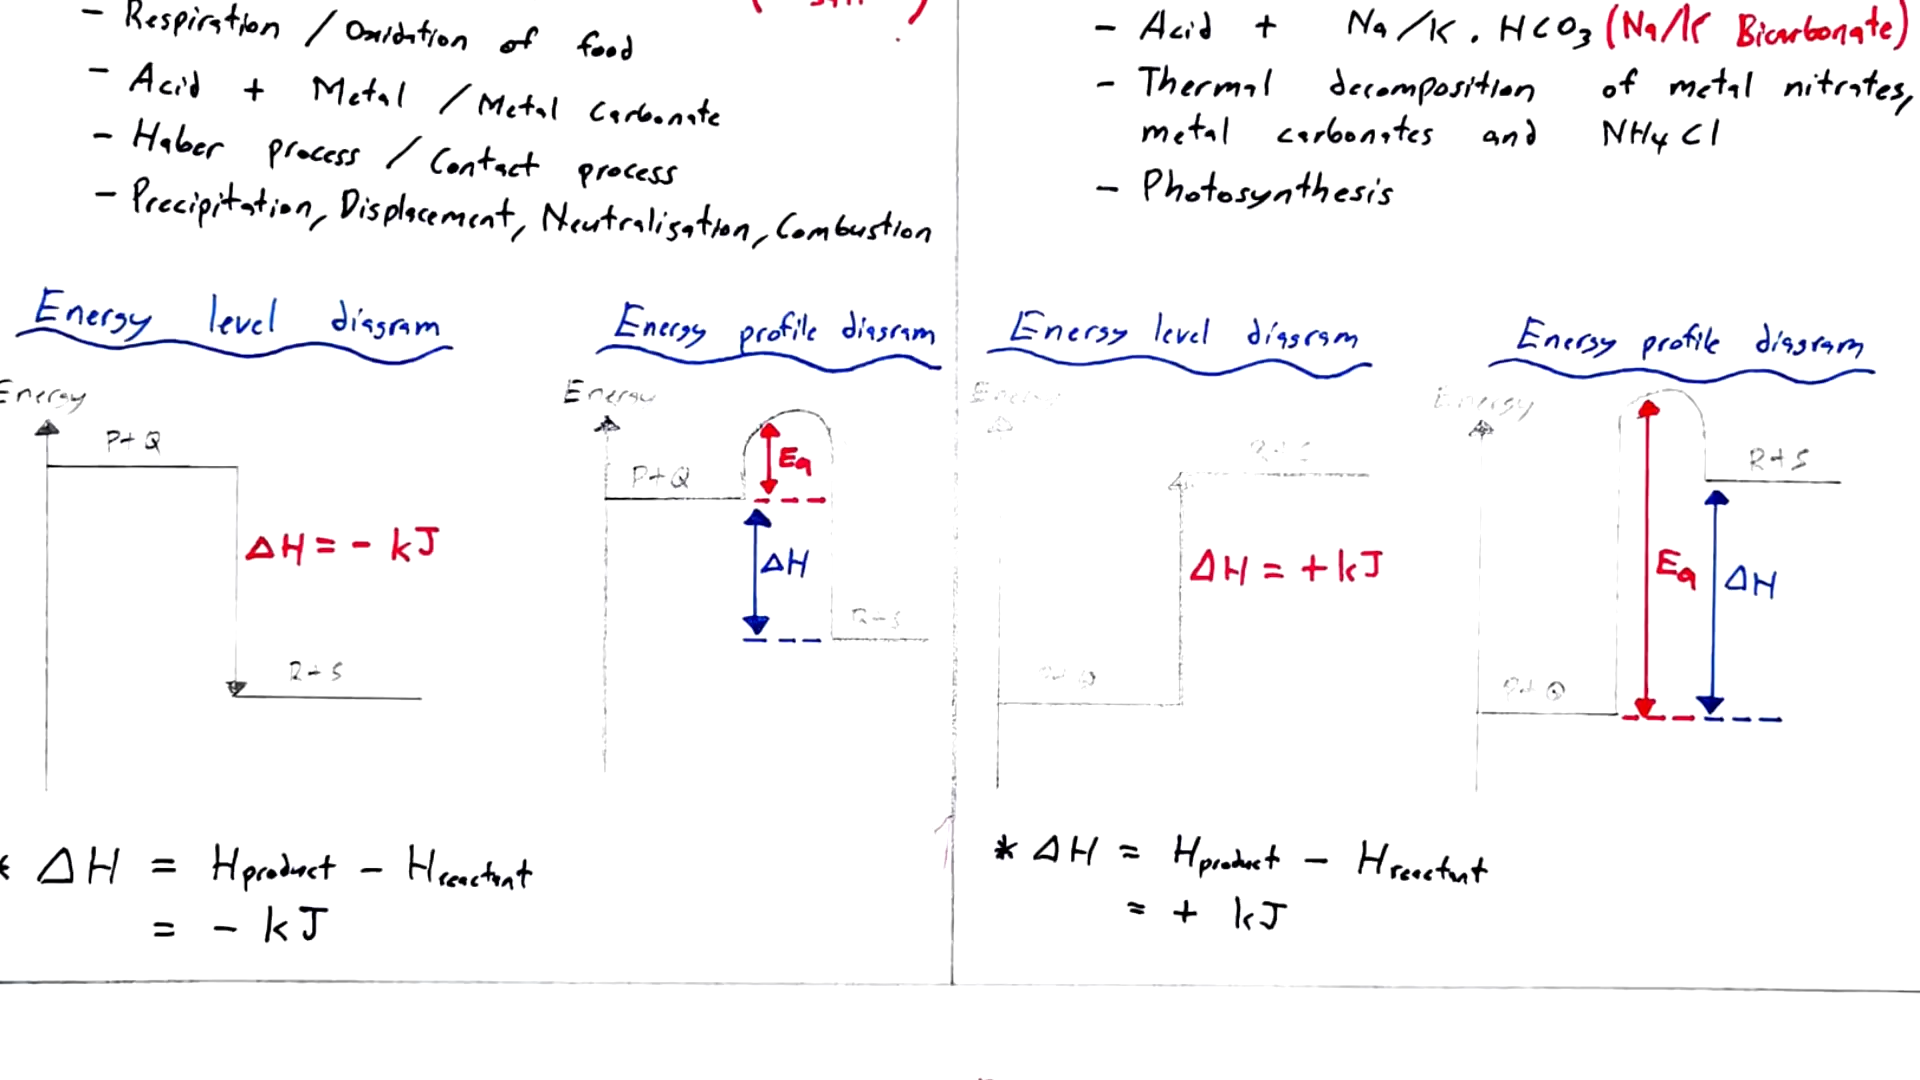 - Respiration / Oxidation of food
- Acid + Metal / Metal Carbonate
- Haber process / Contact process
- Precipitation, Displacement, Neutralisation, Combustion
Energy level diagram
Energy
P+Q
ΔH = - kJ
R+S
Energy profile diagram
Energy
P+Q
Ea
ΔH
R+S
* ΔH = Hproduct - Hreactant
= - kJ
- Acid + Na/K . HCO3 (Na/K Bicarbonate)
- Thermal decomposition of metal nitrates,
metal carbonates and NH4Cl
- Photosynthesis
Energy level diagram
Energy
R+S
ΔH = + kJ
P+Q
Energy profile diagram
Energy
R+S
Ea
ΔH
P+Q
* ΔH = Hproduct - Hreactant
= + kJ